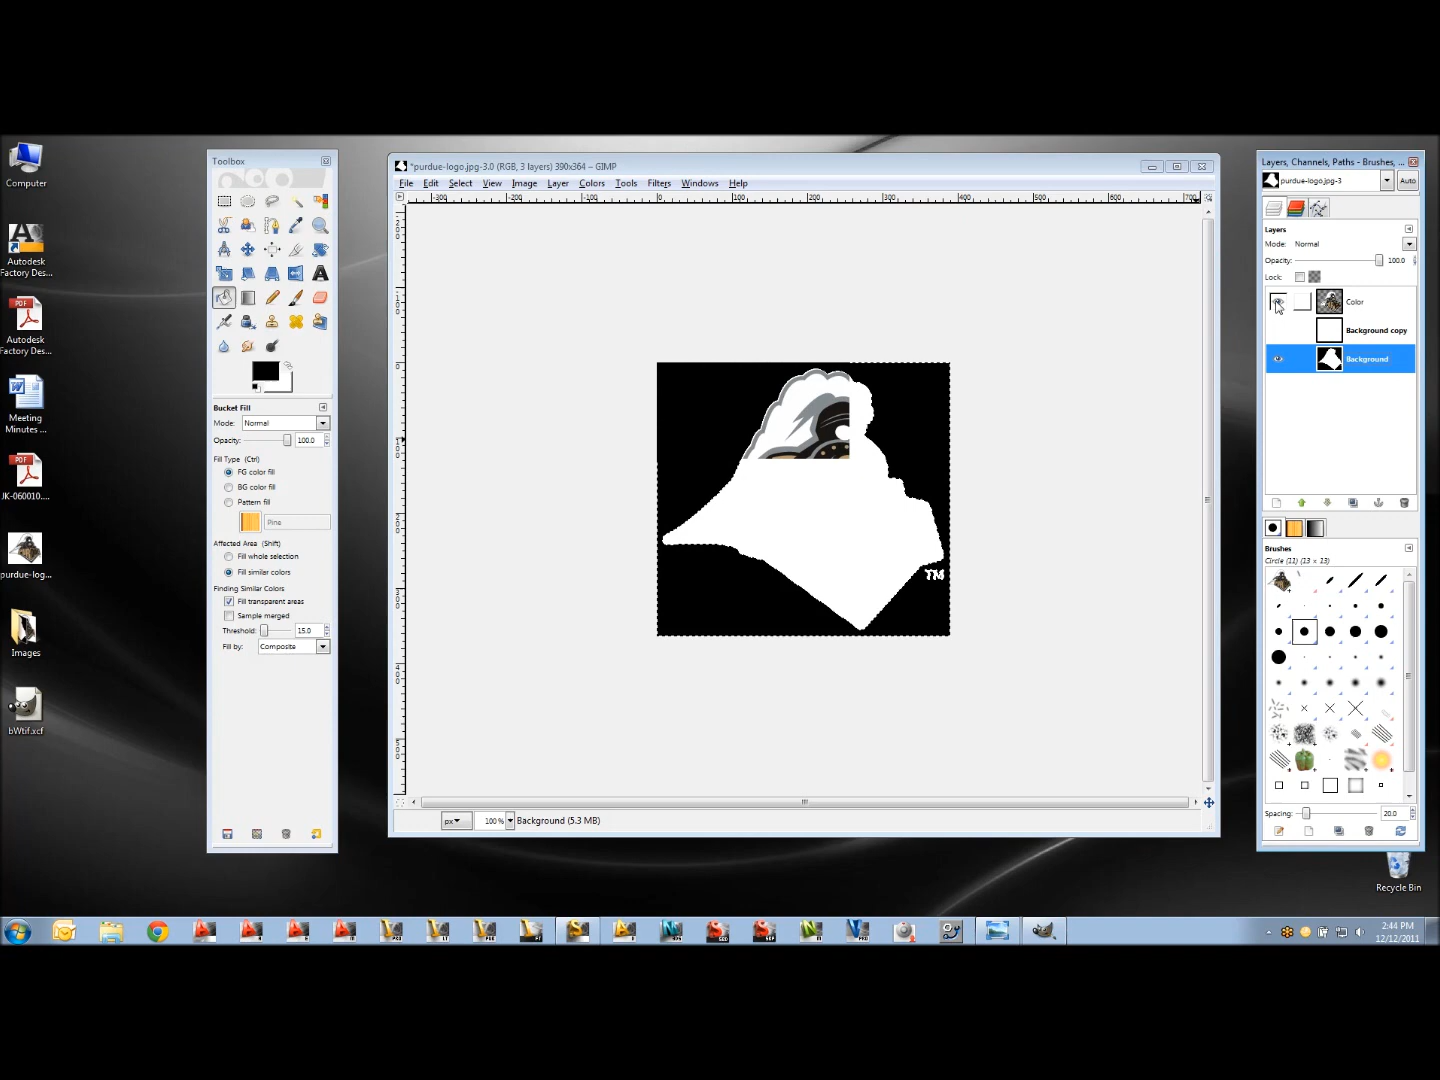 Computer
Autodesk
Factory Des...
Autodesk
Factory Des...
Meeting
Minutes ...
JK-060010....
purdue-log...
Images
bWtif.xcf
Toolbox
Bucket Fill
Mode: Normal
Opacity: 100.0
Fill Type (Ctrl)
FG color fill
BG color fill
Pattern fill
Pine
Affected Area (Shift)
Fill whole selection
Fill similar colors
Finding Similar Colors
Fill transparent areas
Sample merged
Threshold: 15.0
Fill by: Composite
*purdue-logo.jpg-3.0 (RGB, 3 layers) 390x364 – GIMP
File Edit Select View Image Layer Colors Tools Filters Windows Help
TM
px 100% Background (5.3 MB)
Layers, Channels, Paths - Brushes, ...
purdue-logo.jpg-3 Auto
Layers
Mode: Normal
Opacity: 100.0
Lock:
Color
Background copy
Background
Brushes
Circle (11) (13 × 13)
Spacing: 20.0
Recycle Bin
2:44 PM
12/12/2011